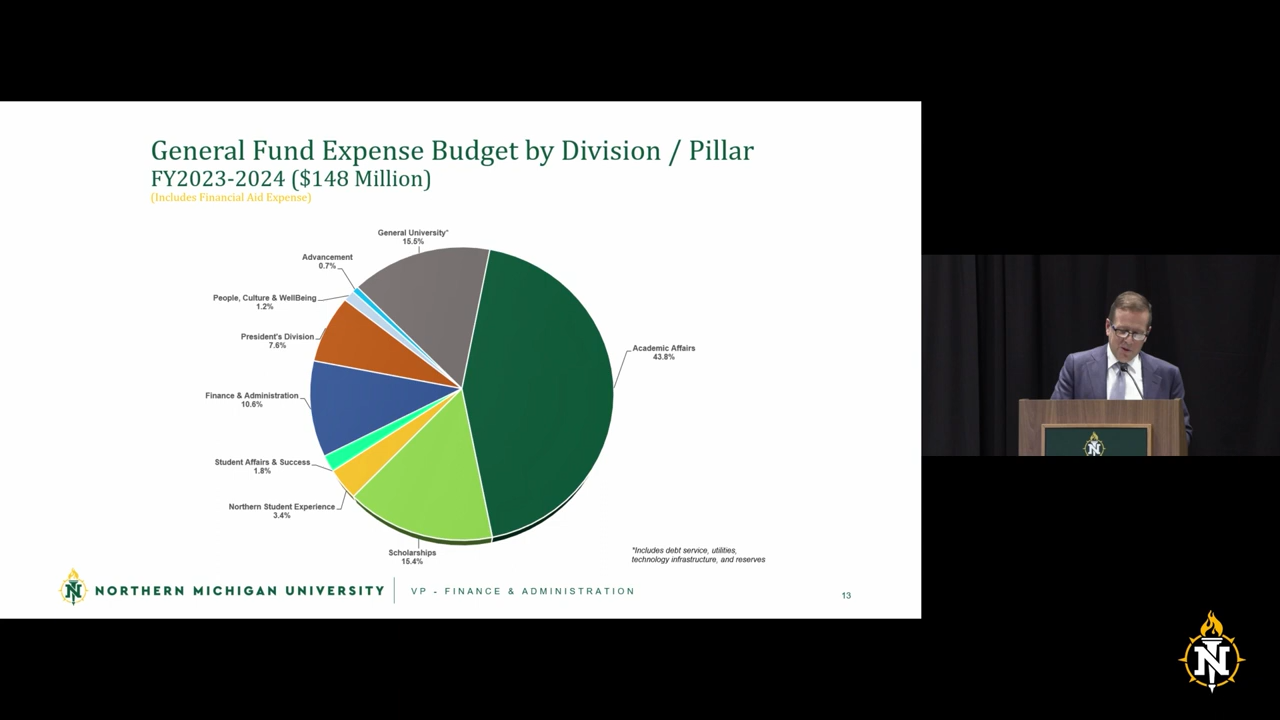 General Fund Expense Budget by Division / Pillar
FY2023-2024 ($148 Million)
(Includes Financial Aid Expense)
General University*
15.5%
Advancement
0.7%
People, Culture & WellBeing
1.2%
President's Division
7.6%
Academic Affairs
43.8%
Finance & Administration
10.6%
Student Affairs & Success
1.8%
Northern Student Experience
3.4%
Scholarships
15.4%
*Includes debt service, utilities,
technology infrastructure, and reserves
N NORTHERN MICHIGAN UNIVERSITY
VP - FINANCE & ADMINISTRATION
13
N
N